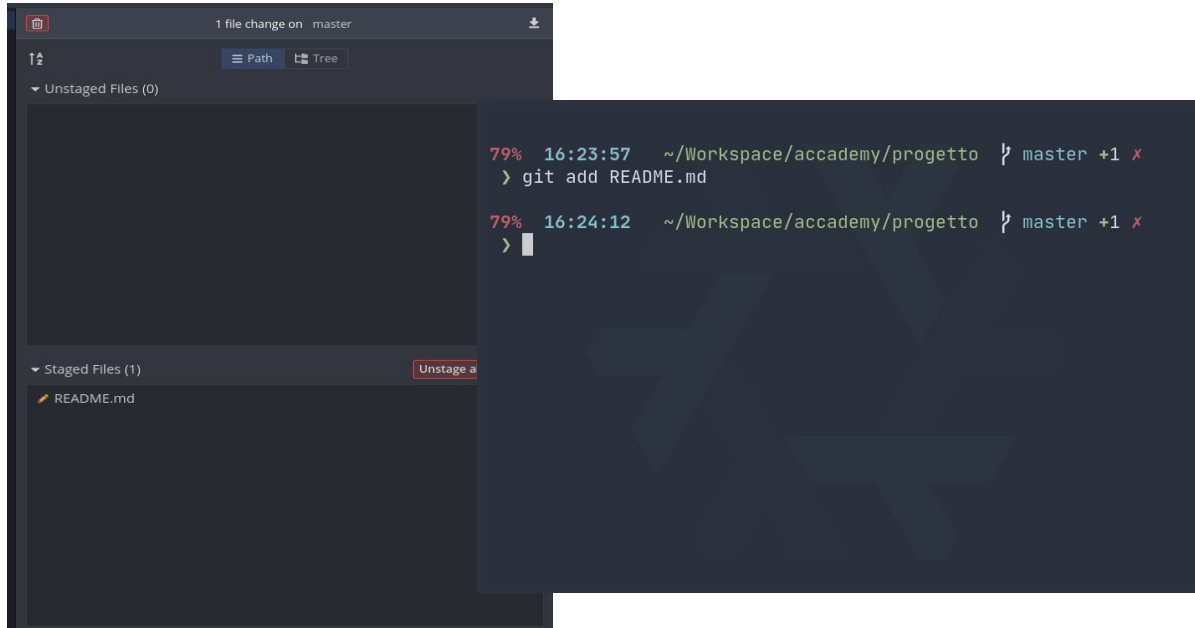 1 file change on master
Path Tree
Unstaged Files (0)
Staged Files (1)
Unstage a
README.md
79% 16:23:57 ~/Workspace/accademy/progetto master +1 ✗
❯ git add README.md
79% 16:24:12 ~/Workspace/accademy/progetto master +1 ✗
❯